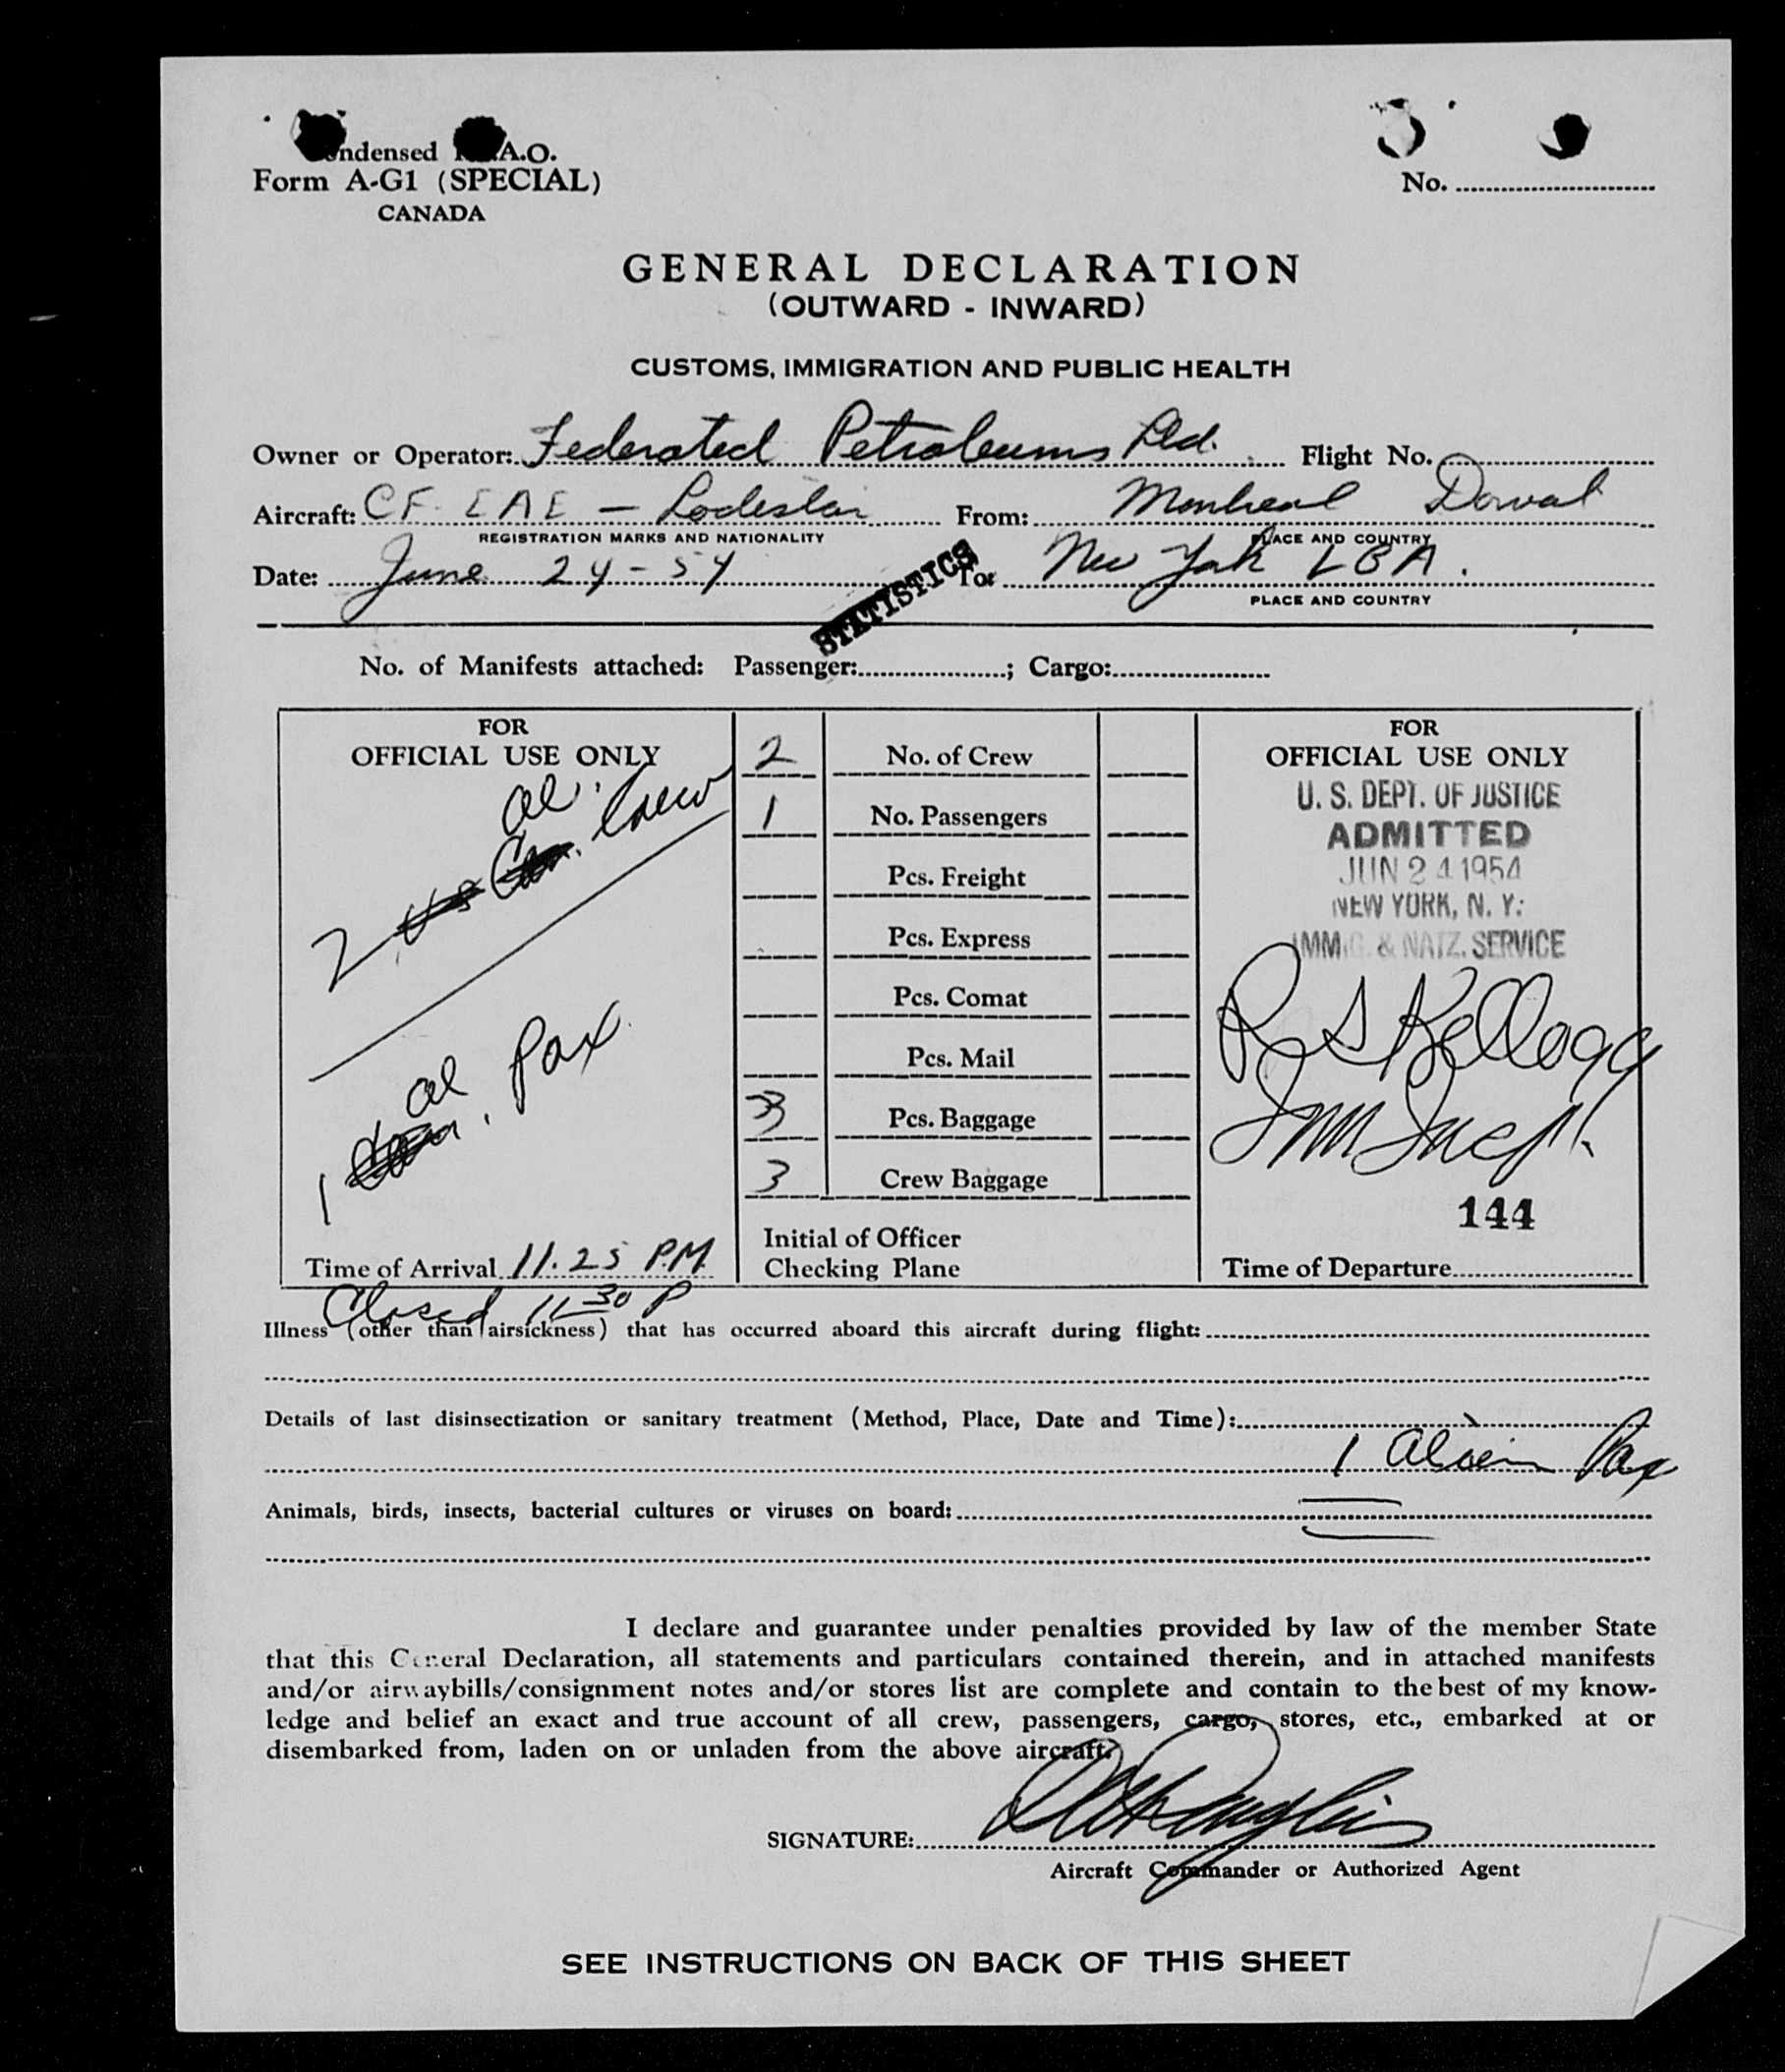 ndensed A.O.
Form A-G1 (SPECIAL)
CANADA
No.
GENERAL DECLARATION
(OUTWARD - INWARD)
CUSTOMS, IMMIGRATION AND PUBLIC HEALTH
Owner or Operator: Federated Petroleums Ltd. Flight No.
Aircraft: CF. EAE - Lodestar From: Montreal Dorval
REGISTRATION MARKS AND NATIONALITY PLACE AND COUNTRY
Date: June 24-54 To: New York LGA.
PLACE AND COUNTRY
STATISTICS
No. of Manifests attached: Passenger: ; Cargo:
FOR
OFFICIAL USE ONLY
al. Crew
2
al Pax
1
Time of Arrival 11.25 P.M.
Closed 11 30 P
2 No. of Crew
1 No. Passengers
Pcs. Freight
Pcs. Express
Pcs. Comat
Pcs. Mail
3 Pcs. Baggage
3 Crew Baggage
Initial of Officer
Checking Plane
FOR
OFFICIAL USE ONLY
U. S. DEPT. OF JUSTICE
ADMITTED
JUN 24 1954
NEW YORK, N. Y.
IMMIG. & NATZ. SERVICE
R S Kellogg
Imm Insp.
144
Time of Departure
Illness (other than airsickness) that has occurred aboard this aircraft during flight:
Details of last disinsectization or sanitary treatment (Method, Place, Date and Time):
1 Alien Pax
Animals, birds, insects, bacterial cultures or viruses on board:
I declare and guarantee under penalties provided by law of the member State
that this General Declaration, all statements and particulars contained therein, and in attached manifests
and/or airwaybills/consignment notes and/or stores list are complete and contain to the best of my know-
ledge and belief an exact and true account of all crew, passengers, cargo, stores, etc., embarked at or
disembarked from, laden on or unladen from the above aircraft.
SIGNATURE:
Aircraft Commander or Authorized Agent
SEE INSTRUCTIONS ON BACK OF THIS SHEET